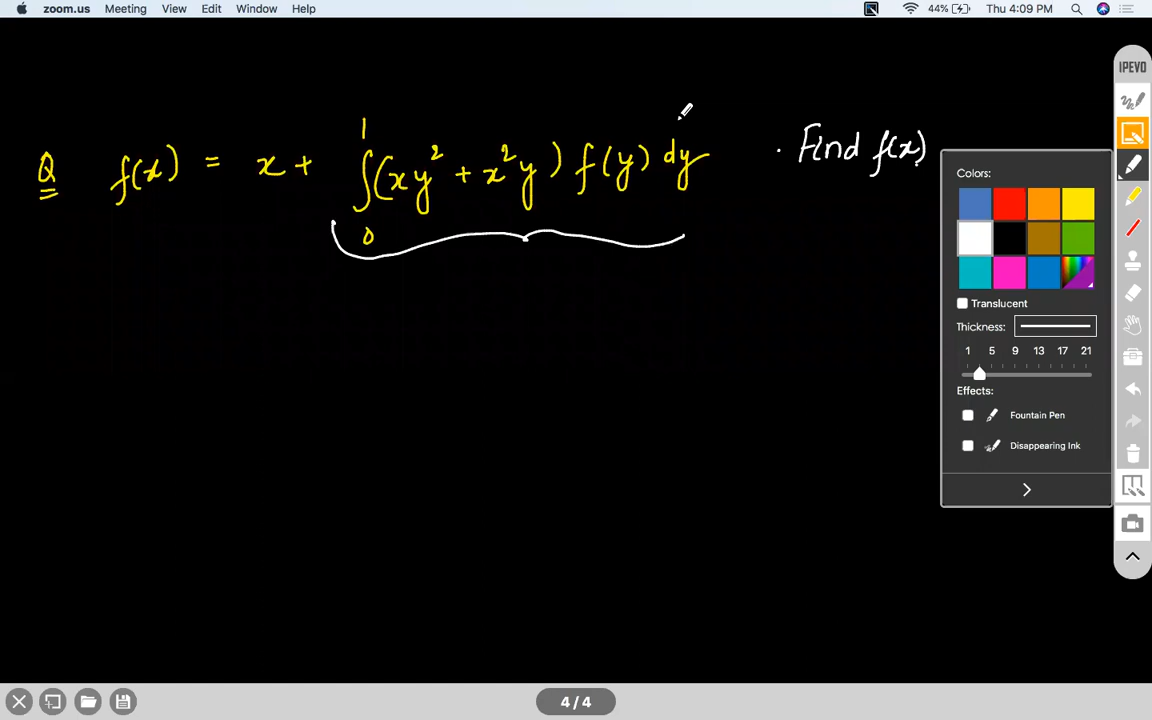 zoom.us Meeting View Edit Window Help 44% Thu 4:09 PM
IPEVO
Q f(x) = x + ∫₀¹ (xy² + x²y) f(y) dy . Find f(x)
Colors:
Translucent
Thickness:
1 5 9 13 17 21
Effects:
Fountain Pen
Disappearing Ink
4 / 4